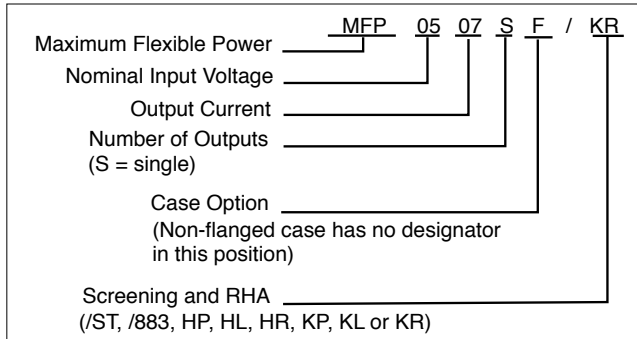 MFP 05 07 S F / KR
Maximum Flexible Power
Nominal Input Voltage
Output Current
Number of Outputs
(S = single)
Case Option
(Non-flanged case has no designator
in this position)
Screening and RHA
(/ST, /883, HP, HL, HR, KP, KL or KR)